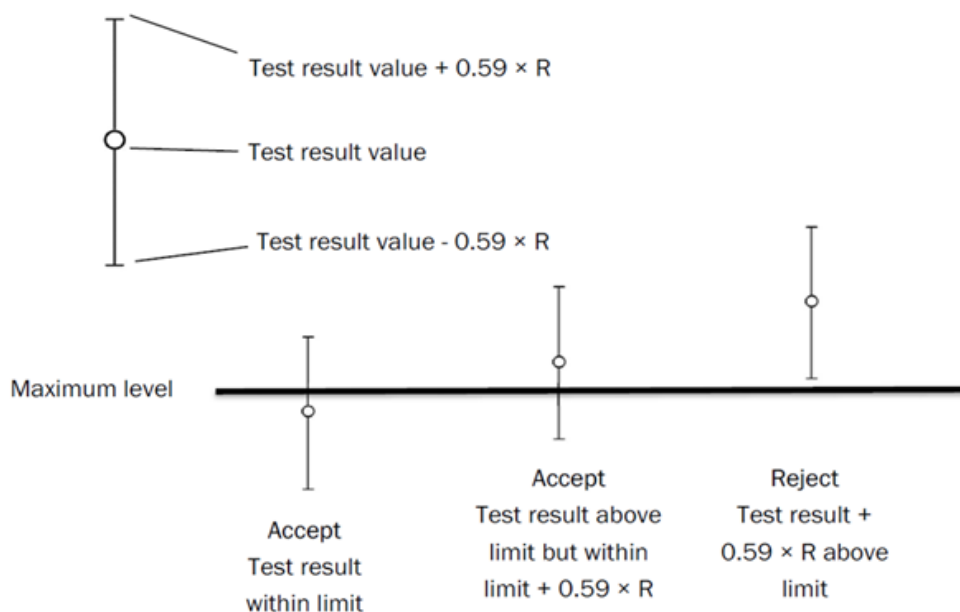 Test result value + 0.59 × R
Test result value
Test result value - 0.59 × R
Maximum level
Accept
Test result
within limit
Accept
Test result above
limit but within
limit + 0.59 × R
Reject
Test result +
0.59 × R above
limit